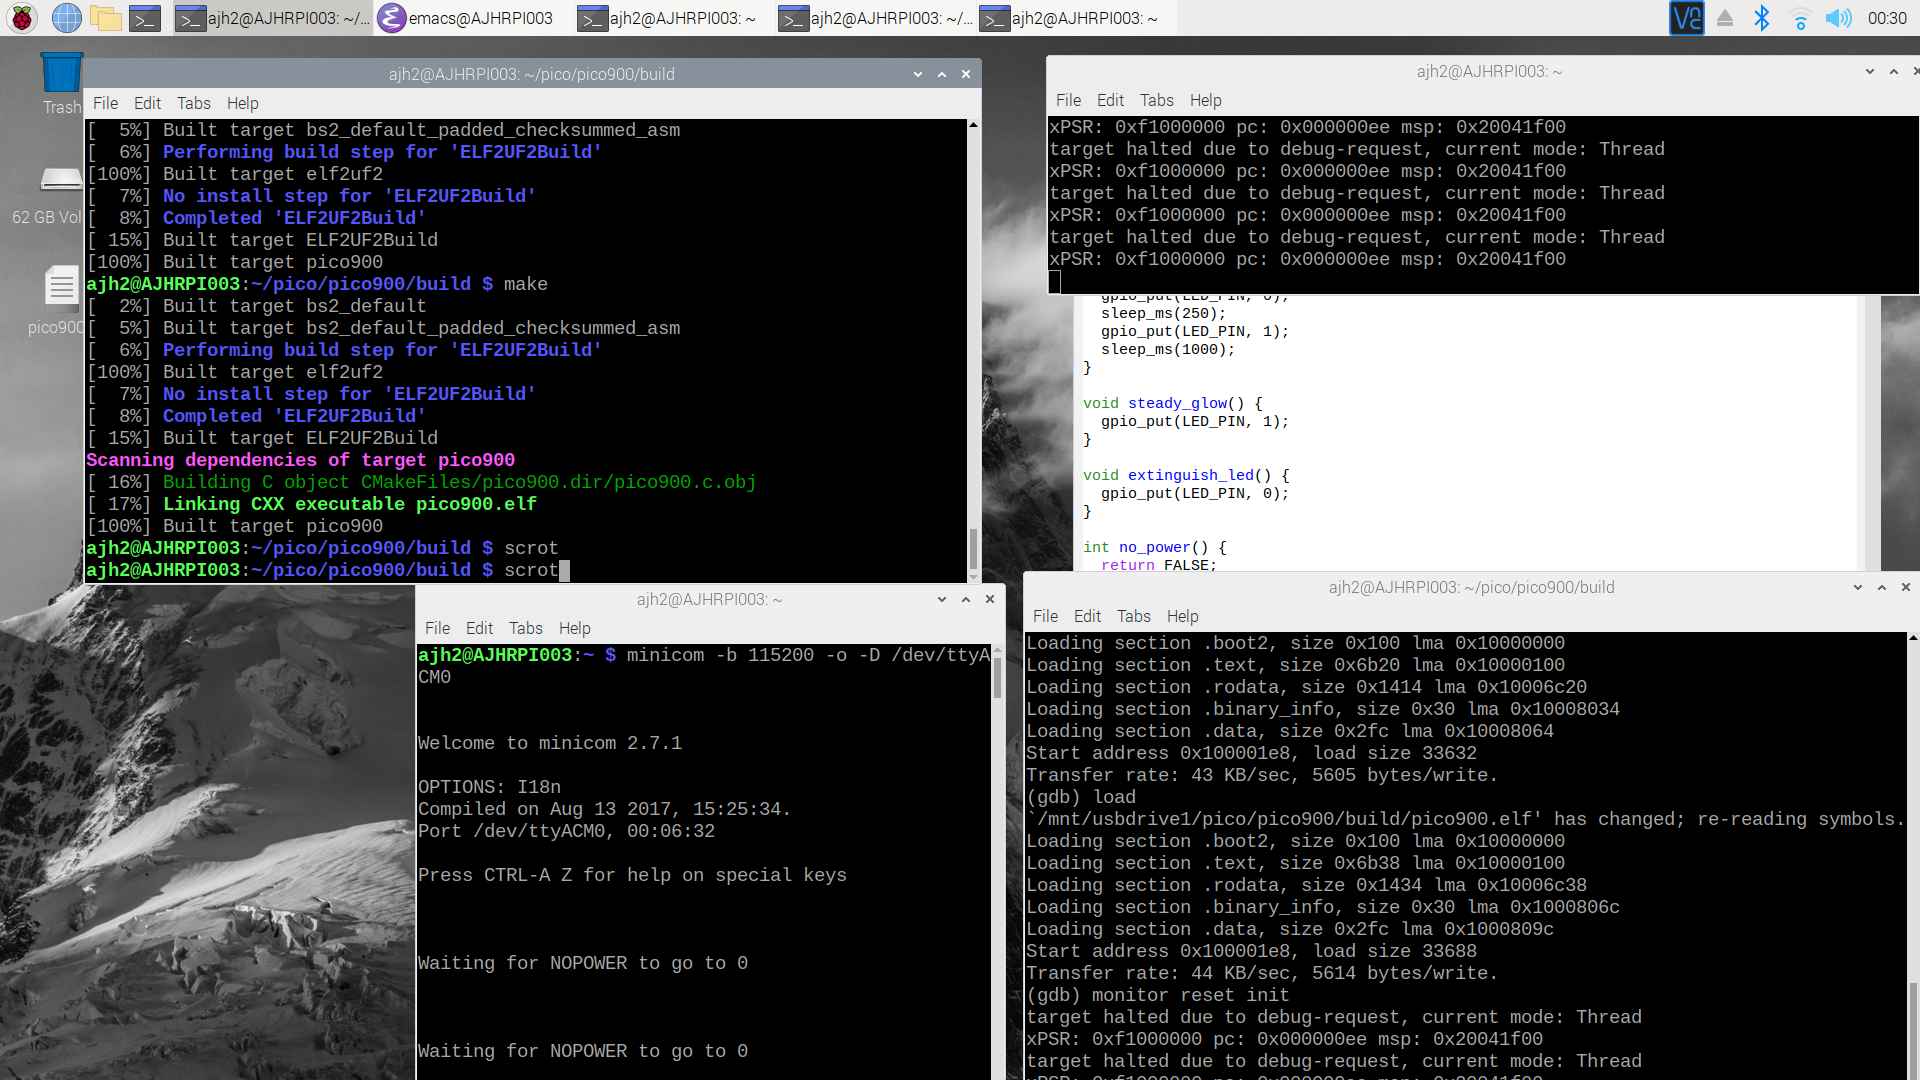 ajh2@AJHRPI003: ~/...
emacs@AJHRPI003
ajh2@AJHRPI003: ~
ajh2@AJHRPI003: ~/...
ajh2@AJHRPI003: ~
00:30
Trash
62 GB Vol
pico900
ajh2@AJHRPI003: ~/pico/pico900/build
File Edit Tabs Help
[  5%] Built target bs2_default_padded_checksummed_asm
[  6%] Performing build step for 'ELF2UF2Build'
[100%] Built target elf2uf2
[  7%] No install step for 'ELF2UF2Build'
[  8%] Completed 'ELF2UF2Build'
[ 15%] Built target ELF2UF2Build
[100%] Built target pico900
ajh2@AJHRPI003:~/pico/pico900/build $ make
[  2%] Built target bs2_default
[  5%] Built target bs2_default_padded_checksummed_asm
[  6%] Performing build step for 'ELF2UF2Build'
[100%] Built target elf2uf2
[  7%] No install step for 'ELF2UF2Build'
[  8%] Completed 'ELF2UF2Build'
[ 15%] Built target ELF2UF2Build
Scanning dependencies of target pico900
[ 16%] Building C object CMakeFiles/pico900.dir/pico900.c.obj
[ 17%] Linking CXX executable pico900.elf
[100%] Built target pico900
ajh2@AJHRPI003:~/pico/pico900/build $ scrot
ajh2@AJHRPI003:~/pico/pico900/build $ scrot
ajh2@AJHRPI003: ~
File Edit Tabs Help
xPSR: 0xf1000000 pc: 0x000000ee msp: 0x20041f00
target halted due to debug-request, current mode: Thread
xPSR: 0xf1000000 pc: 0x000000ee msp: 0x20041f00
target halted due to debug-request, current mode: Thread
xPSR: 0xf1000000 pc: 0x000000ee msp: 0x20041f00
target halted due to debug-request, current mode: Thread
xPSR: 0xf1000000 pc: 0x000000ee msp: 0x20041f00
gpio_put(LED_PIN, 0);
sleep_ms(250);
gpio_put(LED_PIN, 1);
sleep_ms(1000);
}
void steady_glow() {
gpio_put(LED_PIN, 1);
}
void extinguish_led() {
gpio_put(LED_PIN, 0);
}
int no_power() {
return FALSE;
ajh2@AJHRPI003: ~
File Edit Tabs Help
ajh2@AJHRPI003:~ $ minicom -b 115200 -o -D /dev/ttyA
CM0
Welcome to minicom 2.7.1
OPTIONS: I18n
Compiled on Aug 13 2017, 15:25:34.
Port /dev/ttyACM0, 00:06:32
Press CTRL-A Z for help on special keys
Waiting for NOPOWER to go to 0
Waiting for NOPOWER to go to 0
ajh2@AJHRPI003: ~/pico/pico900/build
File Edit Tabs Help
Loading section .boot2, size 0x100 lma 0x10000000
Loading section .text, size 0x6b20 lma 0x10000100
Loading section .rodata, size 0x1414 lma 0x10006c20
Loading section .binary_info, size 0x30 lma 0x10008034
Loading section .data, size 0x2fc lma 0x10008064
Start address 0x100001e8, load size 33632
Transfer rate: 43 KB/sec, 5605 bytes/write.
(gdb) load
`/mnt/usbdrive1/pico/pico900/build/pico900.elf' has changed; re-reading symbols.
Loading section .boot2, size 0x100 lma 0x10000000
Loading section .text, size 0x6b38 lma 0x10000100
Loading section .rodata, size 0x1434 lma 0x10006c38
Loading section .binary_info, size 0x30 lma 0x1000806c
Loading section .data, size 0x2fc lma 0x1000809c
Start address 0x100001e8, load size 33688
Transfer rate: 44 KB/sec, 5614 bytes/write.
(gdb) monitor reset init
target halted due to debug-request, current mode: Thread
xPSR: 0xf1000000 pc: 0x000000ee msp: 0x20041f00
target halted due to debug-request, current mode: Thread